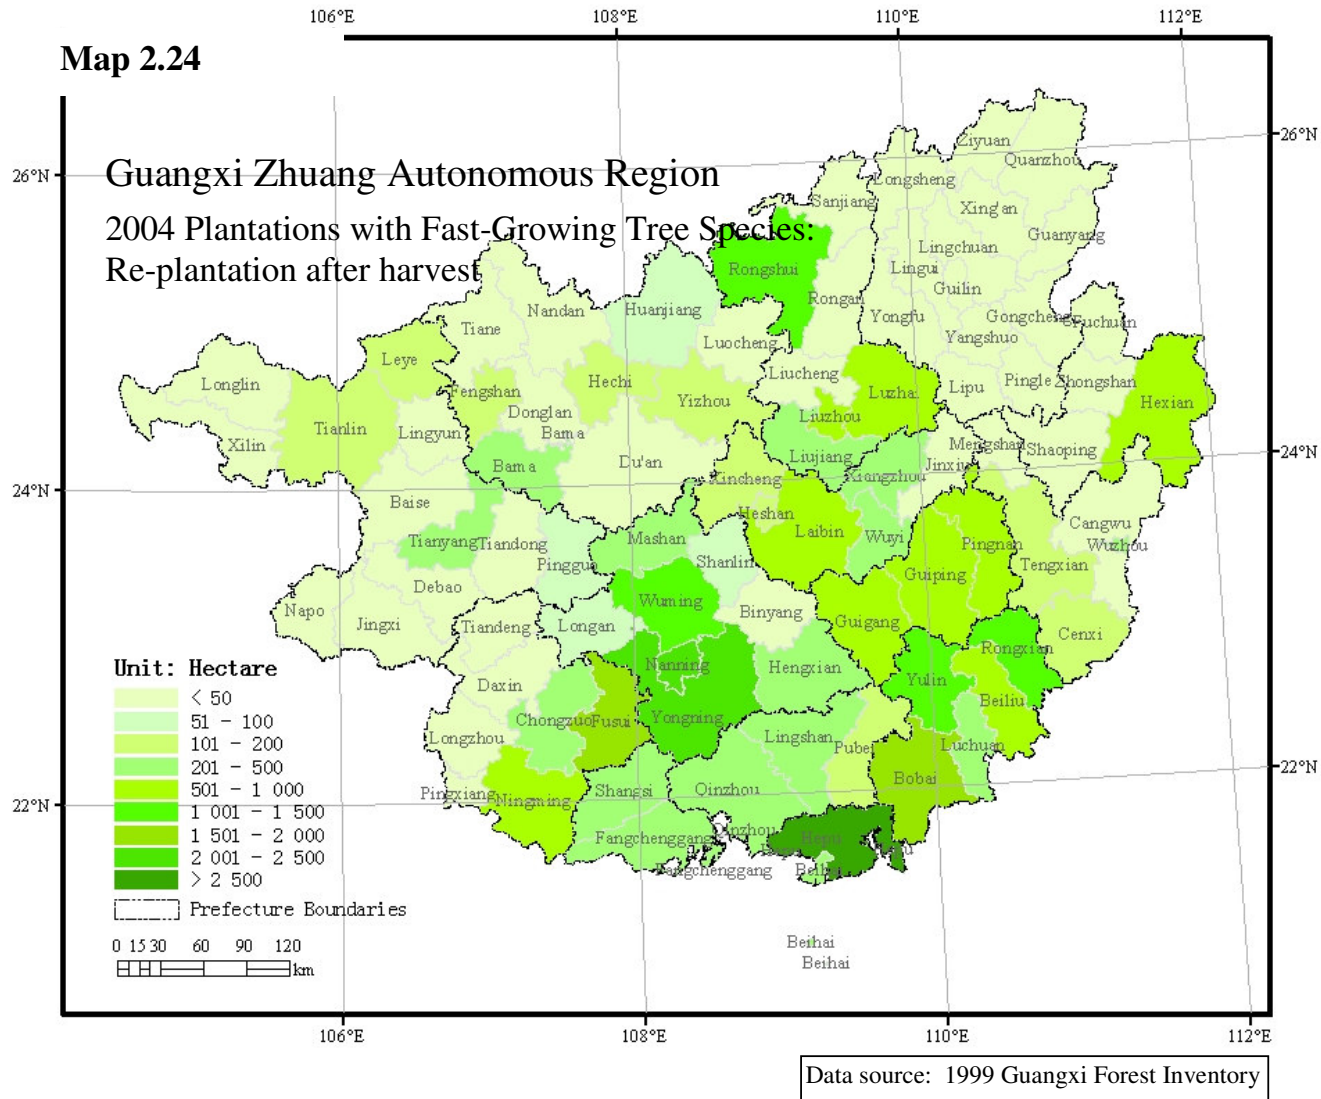 106°E 108°E 110°E 112°E
Map 2.24
26°N
26°N
Guangxi Zhuang Autonomous Region
2004 Plantations with Fast-Growing Tree Species:
Re-plantation after harvest
Ziyuan
Quanzhou
Longsheng
Sanjiang
Xing'an
Guanyang
Lingchuan
Rongshui
Lingui
Guilin
Rongan
Huanjiang
Nandan
Yongfu
Gongcheng
Fuchuan
Tiane
Luocheng
Yangshuo
Leye
Liucheng
Longlin
Hechi
Lipu
Pingle
Zhongshan
Fengshan
Luzhai
Yizhou
Hexian
Donglan
Liuzhou
Tianlin
Lingyun
Bama
Xilin
Mengshan
Shaoping
24°N
Liujiang
Du'an
Bama
Jinxiu
Xiangzhou
Xincheng
24°N
Baise
Heshan
Cangwu
Laibin
Wuyi
Mashan
Tianyang
Tiandong
Pingnan
Wuzhou
Shanlin
Pingguo
Tengxian
Guiping
Debao
Wuming
Napo
Jingxi
Binyang
Guigang
Tiandeng
Longan
Cenxi
Rongxian
Nanning
Hengxian
Unit: Hectare
Yulin
Daxin
Beiliu
< 50
51 - 100
101 - 200
201 - 500
501 - 1 000
1 001 - 1 500
1 501 - 2 000
2 001 - 2 500
> 2 500
Prefecture Boundaries
0 15 30 60 90 120
km
Chongzuo
Fusui
Yongning
Longzhou
Lingshan
Pubei
Luchuan
22°N
Bobai
Shangsi
Qinzhou
Pingxiang
Ningming
22°N
Fangchenggang
Qinzhou
Hepu
Fangchenggang
Beihai
Beihai
Beihai
106°E 108°E 110°E 112°E
Data source: 1999 Guangxi Forest Inventory